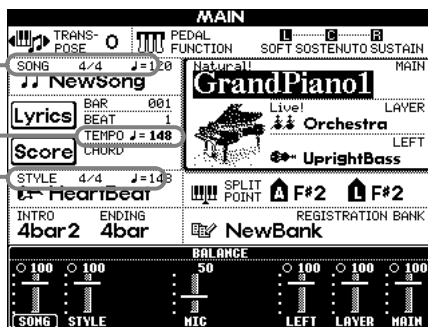 MAIN
TRANS-POSE 0
PEDAL FUNCTION
L C R
SOFT SOSTENUTO SUSTAIN
SONG 4/4 ♩=120
NewSong
Natural! MAIN
GrandPiano1
Lyrics
BAR 001
BEAT 1
TEMPO ♩=148
CHORD
Score
Live! LAYER
Orchestra
LEFT
UprightBass
STYLE 4/4 ♩=148
HeartBeat
SPLIT POINT A F#2 L F#2
INTRO ENDING
4bar2 4bar
REGISTRATION BANK
NewBank
BALANCE
100 100 50 100 100 100
SONG STYLE MIC LEFT LAYER MAIN